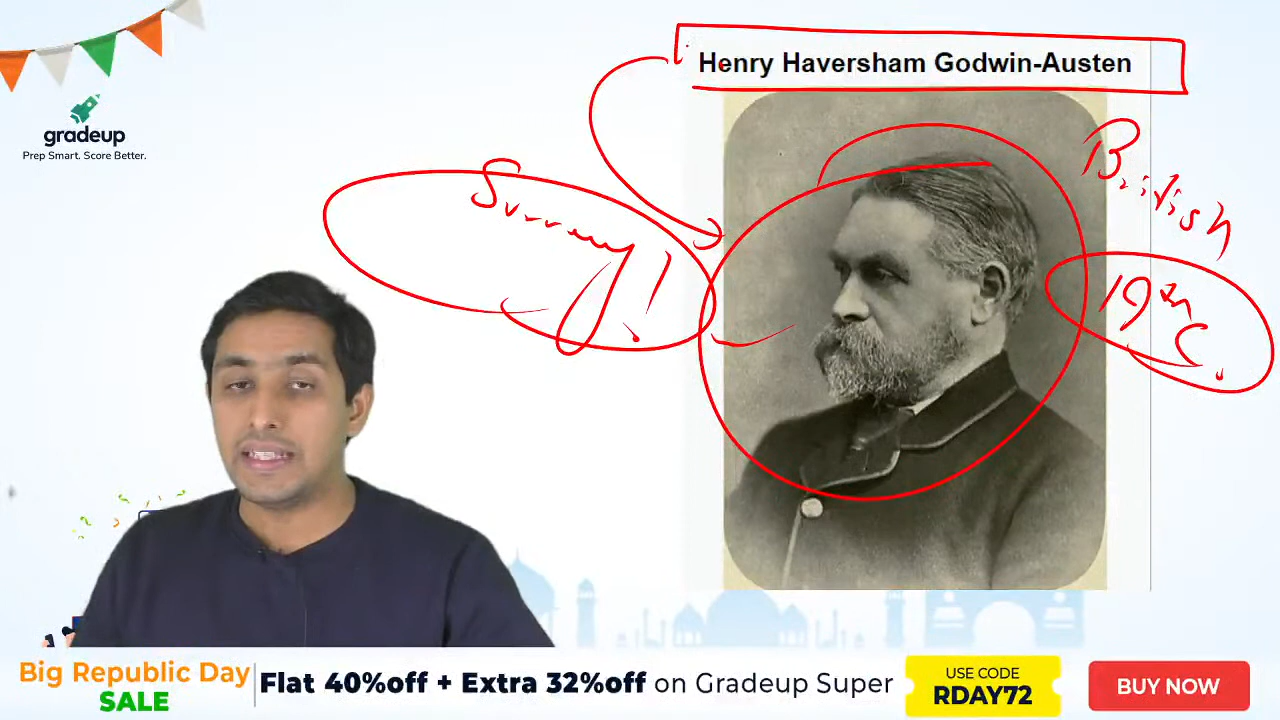 Henry Haversham Godwin-Austen
gradeup
Prep Smart. Score Better.
British
Survey!
19th C.
Big Republic Day
SALE
Flat 40%off + Extra 32%off on Gradeup Super
USE CODE
RDAY72
BUY NOW